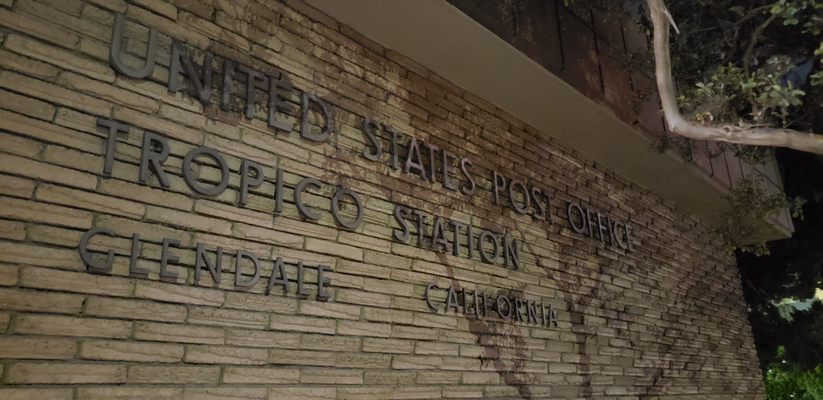 UNITED STATES POST OFFICE
TROPICO STATION
GLENDALE CALIFORNIA